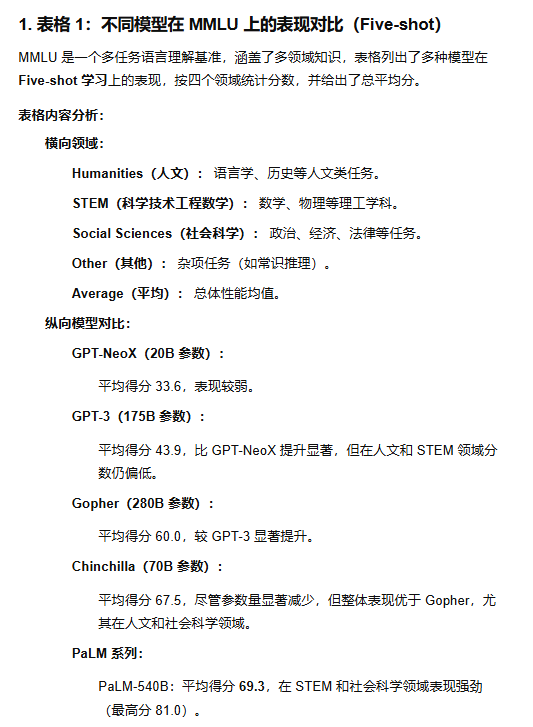 1. 表格 1：不同模型在 MMLU 上的表现对比（Five-shot）
MMLU 是一个多任务语言理解基准，涵盖了多领域知识，表格列出了多种模型在
Five-shot 学习上的表现，按四个领域统计分数，并给出了总平均分。
表格内容分析：
横向领域：
Humanities（人文）： 语言学、历史等人文类任务。
STEM（科学技术工程数学）： 数学、物理等理工学科。
Social Sciences（社会科学）： 政治、经济、法律等任务。
Other（其他）： 杂项任务（如常识推理）。
Average（平均）： 总体性能均值。
纵向模型对比：
GPT-NeoX（20B 参数）：
平均得分 33.6，表现较弱。
GPT-3（175B 参数）：
平均得分 43.9，比 GPT-NeoX 提升显著，但在人文和 STEM 领域分
数仍偏低。
Gopher（280B 参数）：
平均得分 60.0，较 GPT-3 显著提升。
Chinchilla（70B 参数）：
平均得分 67.5，尽管参数量显著减少，但整体表现优于 Gopher，尤
其在人文和社会科学领域。
PaLM 系列：
PaLM-540B：平均得分 69.3，在 STEM 和社会科学领域表现强劲
（最高分 81.0）。